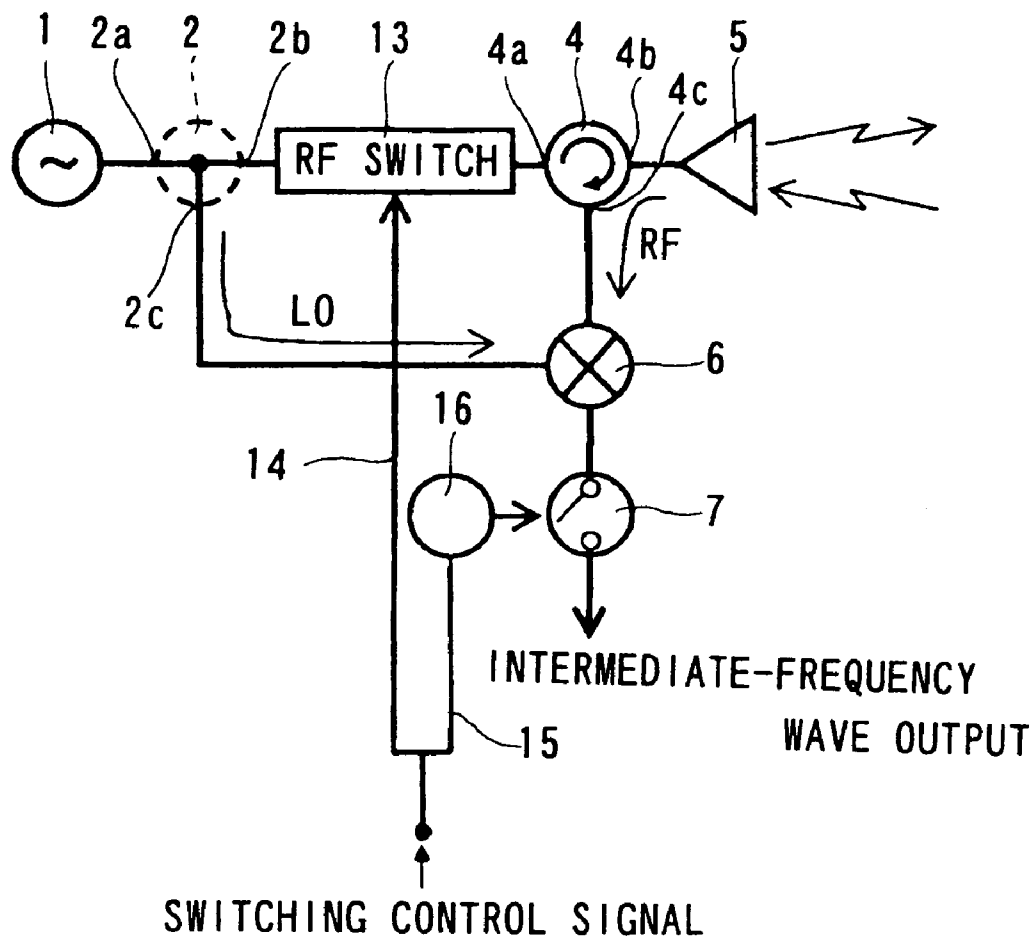 1
2a
2
2b
13
4a
4
4b
4c
5
~
RF SWITCH
RF
2c
LO
6
16
14
7
INTERMEDIATE-FREQUENCY
WAVE OUTPUT
15
SWITCHING CONTROL SIGNAL